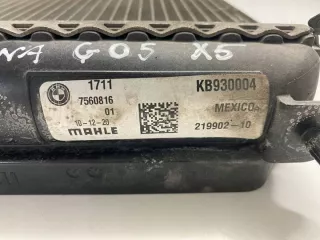 NA G05 X5
1711
KB930004
7560816
01
MEXICO
10-12-20
MAHLE
219902-10